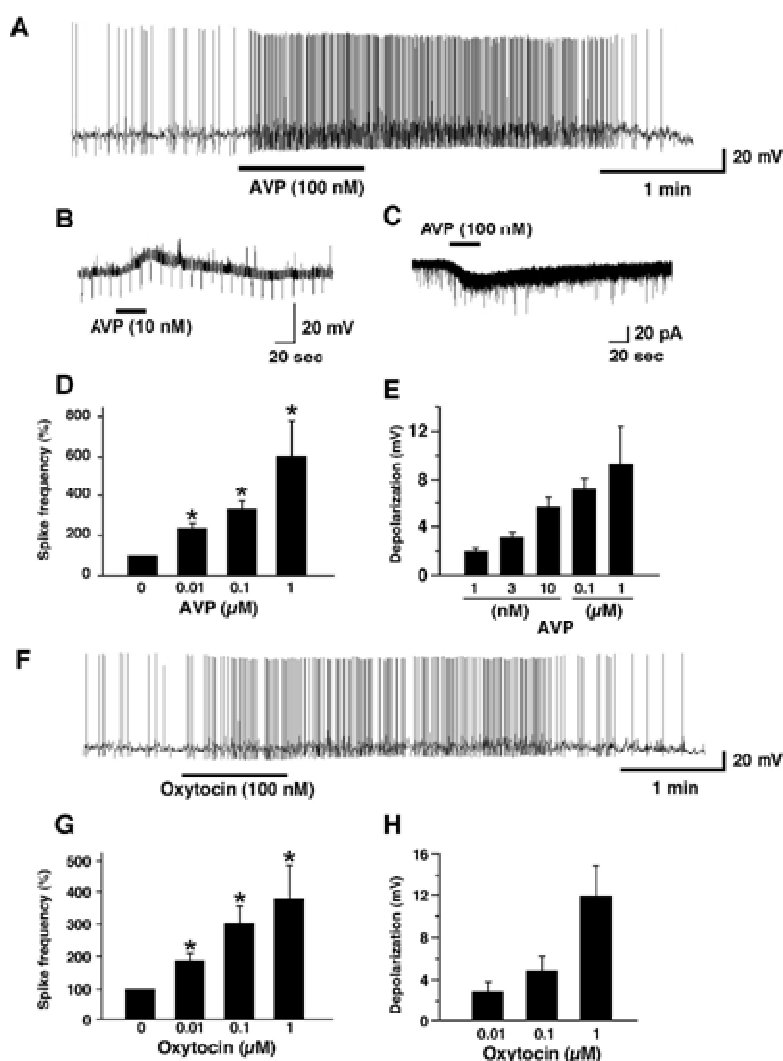 A
20 mV
AVP (100 nM)
1 min
B
AVP (10 nM)
20 mV
20 sec
C
AVP (100 nM)
20 pA
20 sec
D
Spike frequency (%)
800
600
400
200
0
0 0.01 0.1 1
AVP (µM)
E
Depolarization (mV)
12
8
4
0
1 3 10 0.1 1
(nM) (µM)
AVP
F
20 mV
Oxytocin (100 nM)
1 min
G
Spike frequency (%)
500
400
300
200
100
0
0 0.01 0.1 1
Oxytocin (µM)
H
Depolarization (mV)
16
12
8
4
0
0.01 0.1 1
Oxytocin (µM)